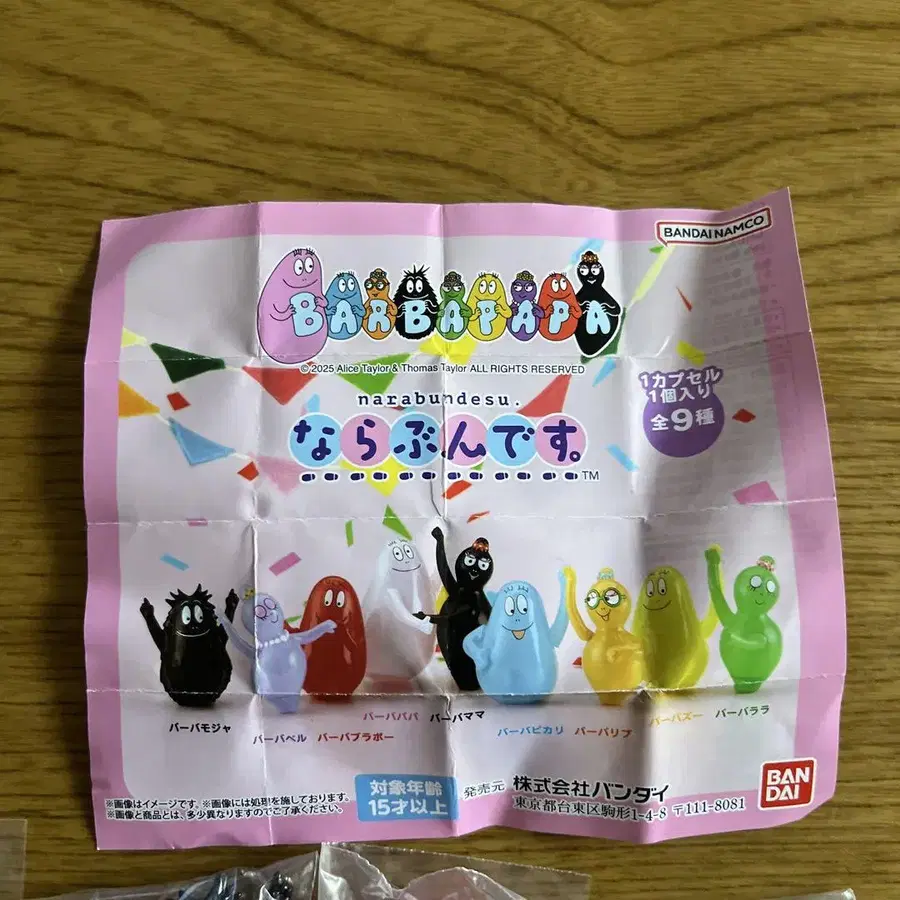 BANDAI NAMCO
BARBAPAPA
© 2025 Alice Taylor & Thomas Taylor ALL RIGHTS RESERVED
narabundesu.
ならぶんです。
TM
1カプセル
1個入り
全9種
バーバモジャ
バーバベル
バーバブラボー
バーバパパ
バーバママ
バーバピカリ
バーバリブ
バーバズー
バーバララ
※画像はイメージです。※画像には処理を施しております。
※画像と商品とは、多少異なりますのでご了承ください。
対象年齢
15才以上
発売元 株式会社バンダイ
東京都台東区駒形1-4-8 〒111-8081
BAN
DAI